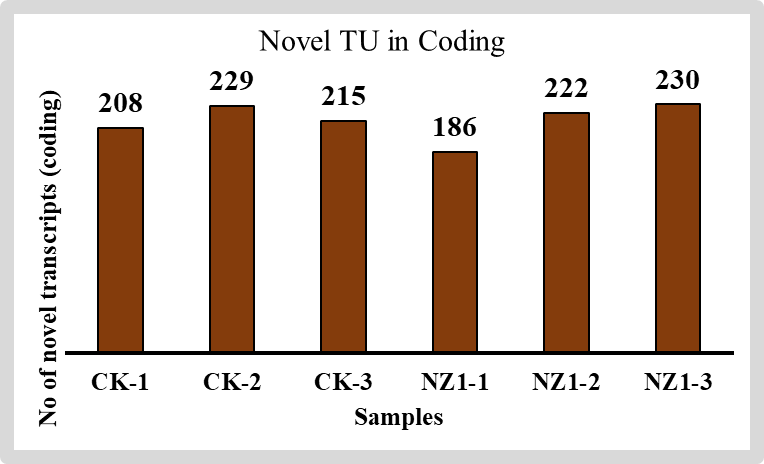 Novel TU in Coding
No of novel transcripts (coding)
208
229
215
186
222
230
CK-1
CK-2
CK-3
NZ1-1
NZ1-2
NZ1-3
Samples